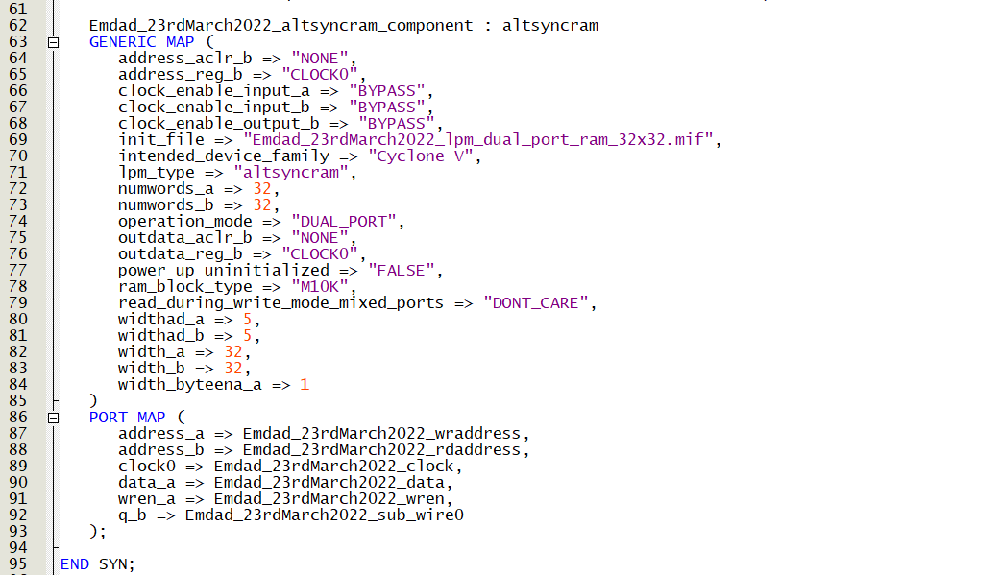 61
62 Emdad_23rdMarch2022_altsyncram_component : altsyncram
63 GENERIC MAP (
64 address_aclr_b => "NONE",
65 address_reg_b => "CLOCK0",
66 clock_enable_input_a => "BYPASS",
67 clock_enable_input_b => "BYPASS",
68 clock_enable_output_b => "BYPASS",
69 init_file => "Emdad_23rdMarch2022_lpm_dual_port_ram_32x32.mif",
70 intended_device_family => "Cyclone V",
71 lpm_type => "altsyncram",
72 numwords_a => 32,
73 numwords_b => 32,
74 operation_mode => "DUAL_PORT",
75 outdata_aclr_b => "NONE",
76 outdata_reg_b => "CLOCK0",
77 power_up_uninitialized => "FALSE",
78 ram_block_type => "M10K",
79 read_during_write_mode_mixed_ports => "DONT_CARE",
80 widthad_a => 5,
81 widthad_b => 5,
82 width_a => 32,
83 width_b => 32,
84 width_byteena_a => 1
85 )
86 PORT MAP (
87 address_a => Emdad_23rdMarch2022_wraddress,
88 address_b => Emdad_23rdMarch2022_rdaddress,
89 clock0 => Emdad_23rdMarch2022_clock,
90 data_a => Emdad_23rdMarch2022_data,
91 wren_a => Emdad_23rdMarch2022_wren,
92 q_b => Emdad_23rdMarch2022_sub_wire0
93 );
94
95 END SYN;